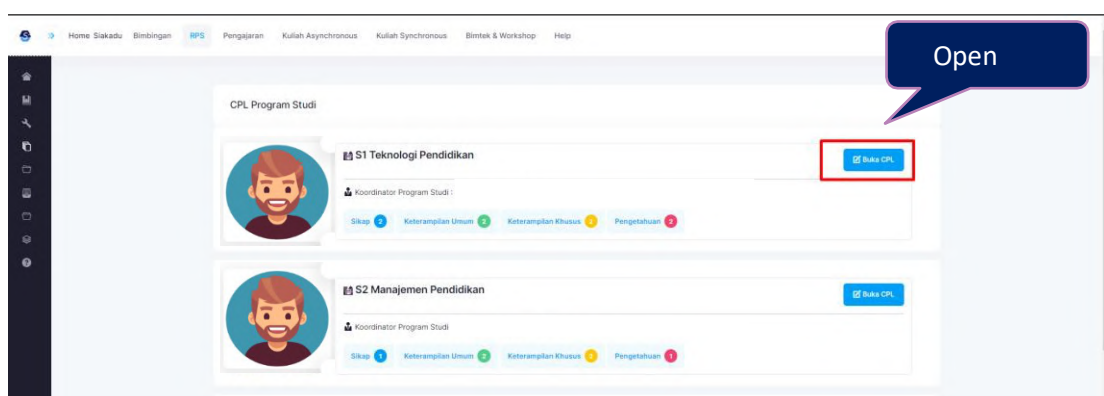 Home Siakadu Bimbingan RPS Pengajaran Kuliah Asynchronous Kuliah Synchronous Bimtek & Workshop Help
Open
CPL Program Studi
S1 Teknologi Pendidikan
Buka CPL
Koordinator Program Studi :
Sikap 2 Keterampilan Umum 2 Keterampilan Khusus Pengetahuan 2
S2 Manajemen Pendidikan
Buka CPL
Koordinator Program Studi
Sikap 1 Keterampilan Umum 2 Keterampilan Khusus Pengetahuan 1